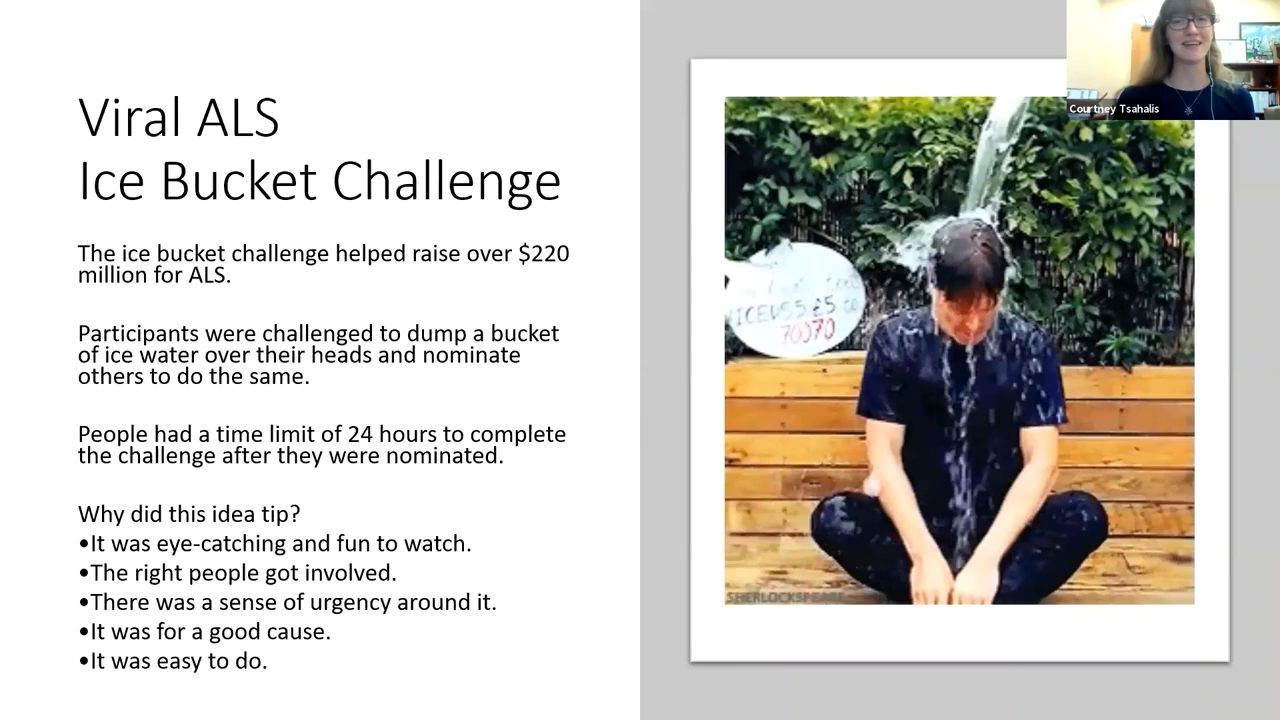 Viral ALS
Ice Bucket Challenge
The ice bucket challenge helped raise over $220
million for ALS.
Participants were challenged to dump a bucket
of ice water over their heads and nominate
others to do the same.
People had a time limit of 24 hours to complete
the challenge after they were nominated.
Why did this idea tip?
•It was eye-catching and fun to watch.
•The right people got involved.
•There was a sense of urgency around it.
•It was for a good cause.
•It was easy to do.
Courtney Tsahalis
ICEV55 £5
70070